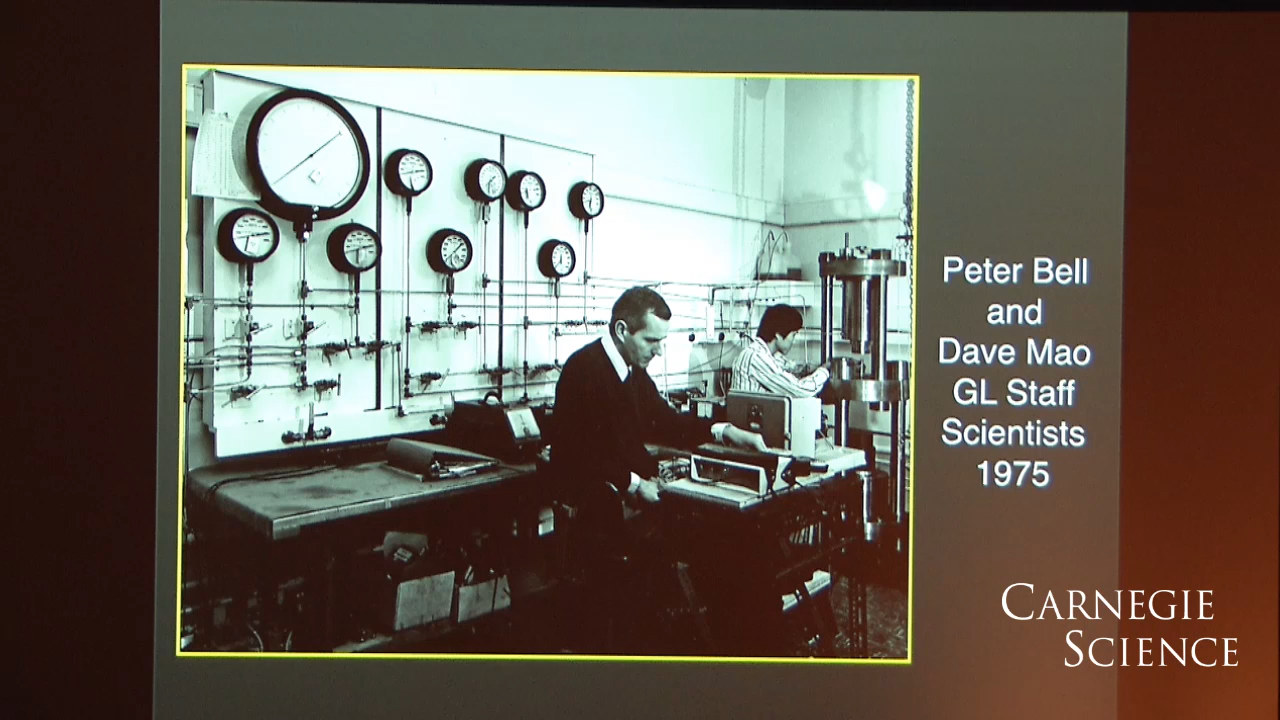 Peter Bell
and
Dave Mao
GL Staff
Scientists
1975
CARNEGIE
SCIENCE